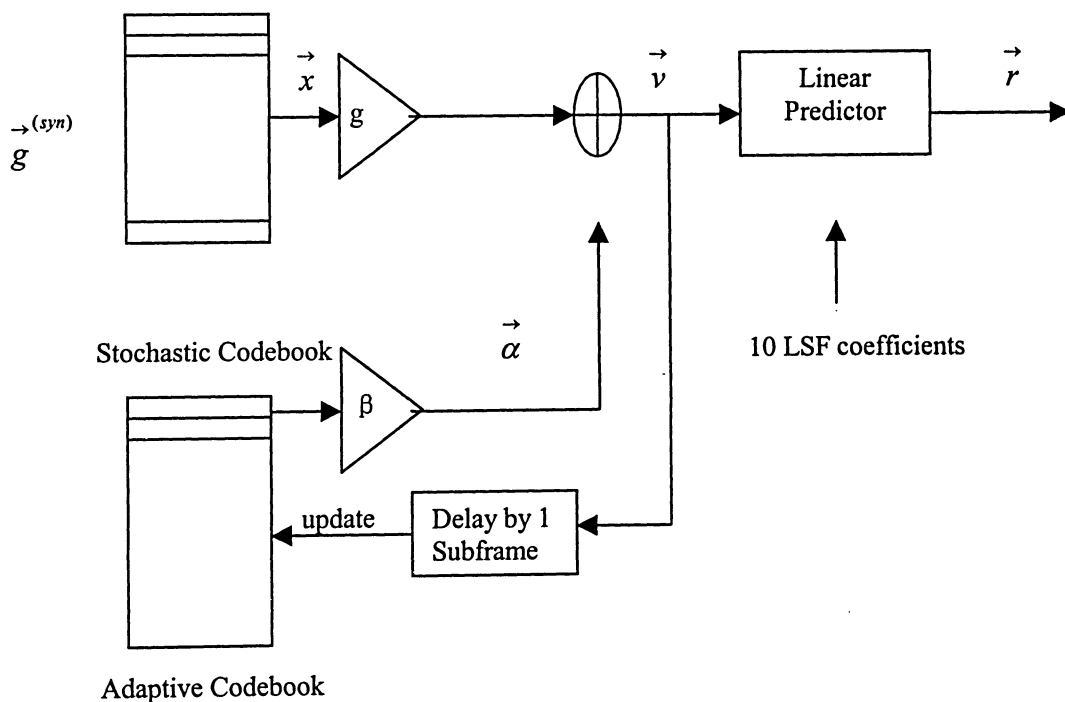 x⃗
g
v⃗
Linear
Predictor
r⃗
g⃗ (syn)
Stochastic Codebook
α⃗
10 LSF coefficients
β
update
Delay by 1
Subframe
Adaptive Codebook